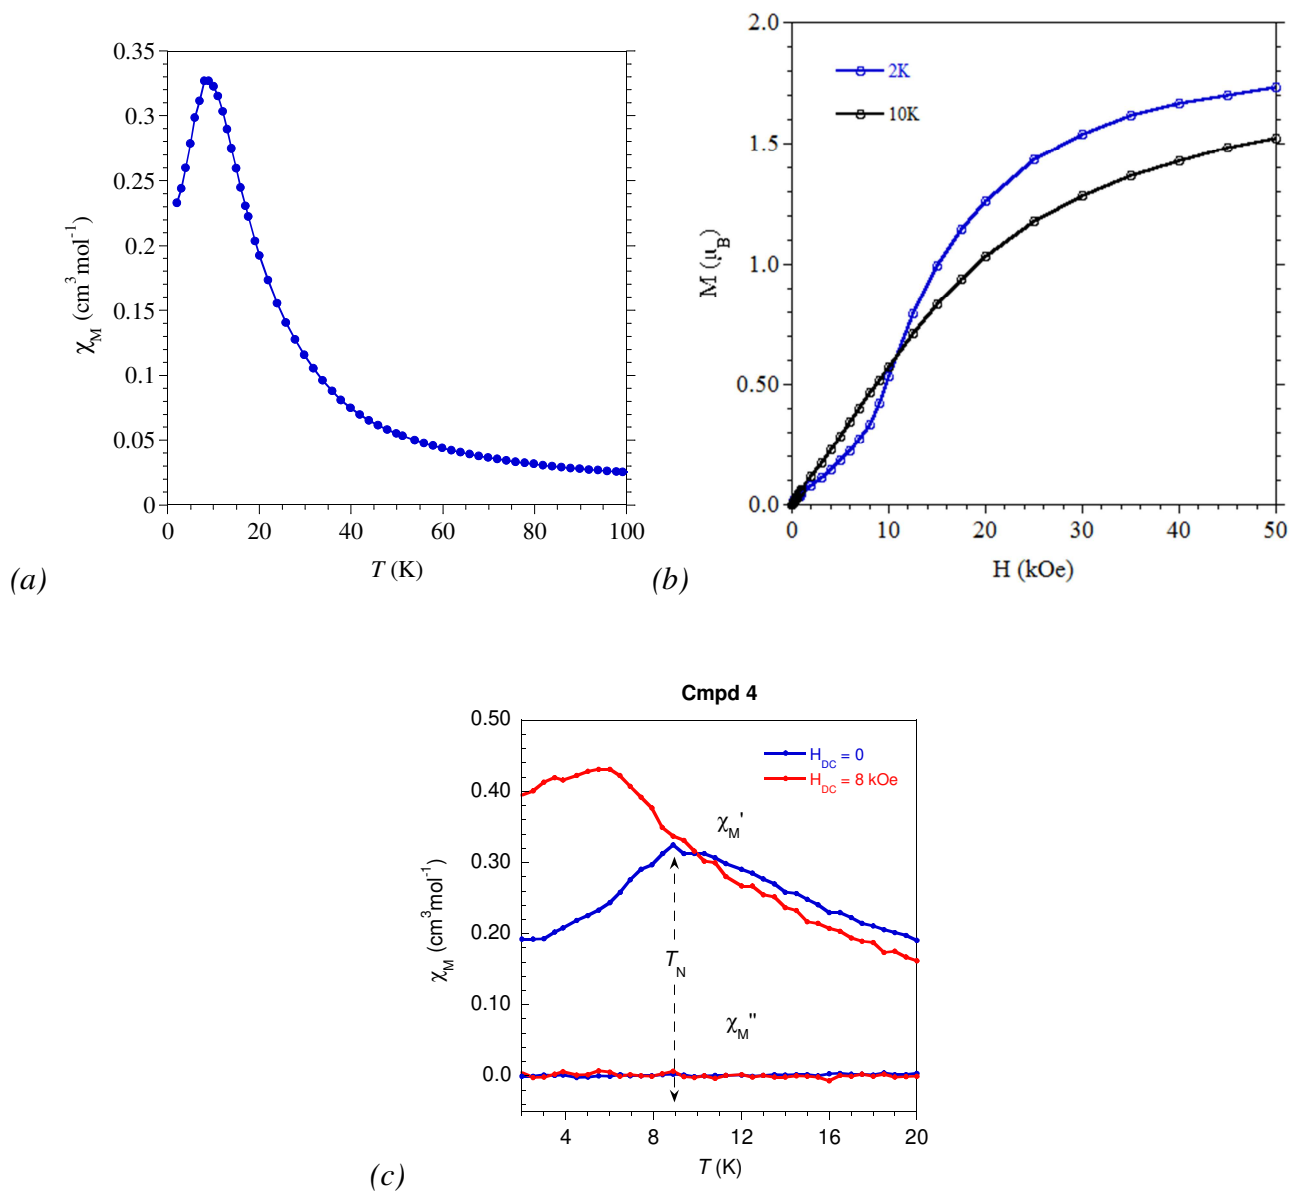 0.35
0.3
0.25
0.2
0.15
0.1
0.05
0
χM (cm3 mol-1)
0 20 40 60 80 100
T (K)
(a)
2.0
1.5
1.0
0.50
0.0
M (μB)
2K
10K
0 10 20 30 40 50
H (kOe)
(b)
Cmpd 4
0.50
0.40
0.30
0.20
0.10
0.0
χM (cm3mol-1)
HDC = 0
HDC = 8 kOe
χM'
TN
χM"
4 8 12 16 20
T (K)
(c)